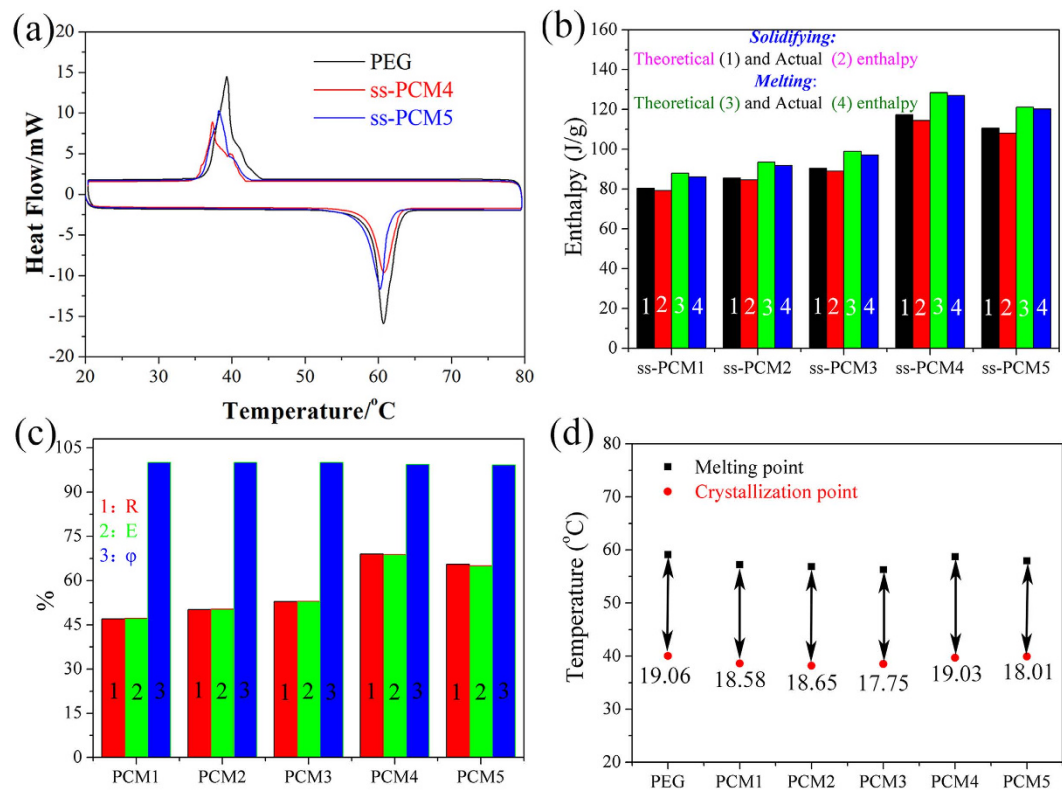 (a)
PEG
ss-PCM4
ss-PCM5
Heat Flow/mW
20
15
10
5
0
-5
-10
-15
-20
20 30 40 50 60 70 80
Temperature/°C
(b)
Solidifying:
Theoretical (1) and Actual (2) enthalpy
Melting:
Theoretical (3) and Actual (4) enthalpy
Enthalpy (J/g)
160
140
120
100
80
60
40
20
0
1 2 3 4 1 2 3 4 1 2 3 4 1 2 3 4 1 2 3 4
ss-PCM1 ss-PCM2 ss-PCM3 ss-PCM4 ss-PCM5
(c)
1: R
2: E
3: φ
%
105
90
75
60
45
30
15
0
1 2 3 1 2 3 1 2 3 1 2 3 1 2 3
PCM1 PCM2 PCM3 PCM4 PCM5
(d)
Melting point
Crystallization point
Temperature (°C)
80
70
60
50
40
30
20
19.06 18.58 18.65 17.75 19.03 18.01
PEG PCM1 PCM2 PCM3 PCM4 PCM5